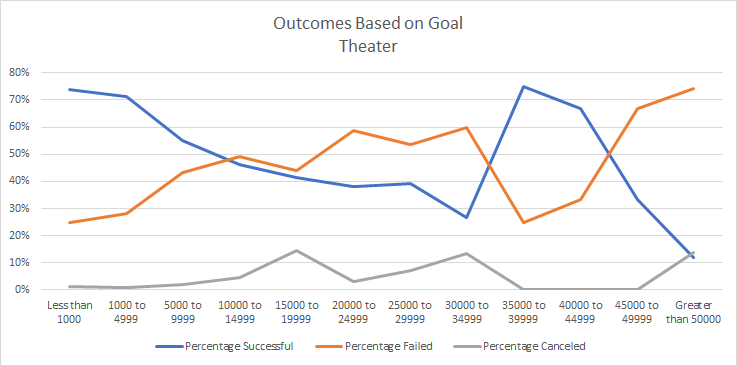 Outcomes Based on Goal
Theater
80%
70%
60%
50%
40%
30%
20%
10%
0%
Less than 1000 to 5000 to 10000 to 15000 to 20000 to 25000 to 30000 to 35000 to 40000 to 45000 to Greater
1000 4999 9999 14999 19999 24999 29999 34999 39999 44999 49999 than 50000
Percentage Successful Percentage Failed Percentage Canceled